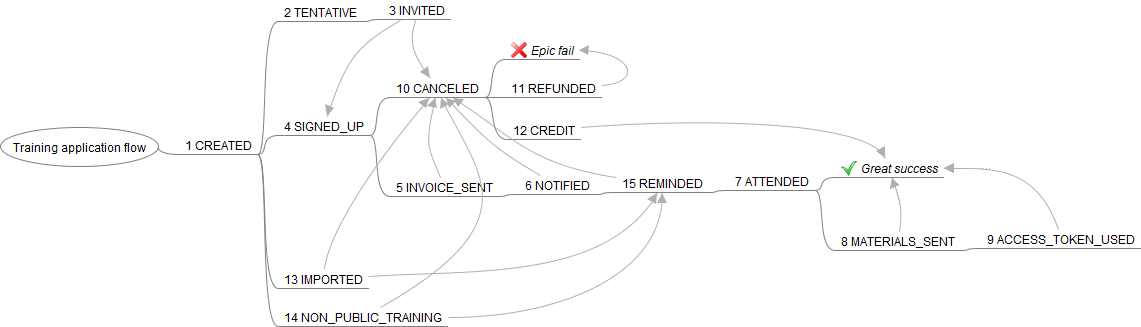 2 TENTATIVE
3 INVITED
Epic fail
10 CANCELED
11 REFUNDED
4 SIGNED_UP
12 CREDIT
Training application flow
1 CREATED
Great success
5 INVOICE_SENT
6 NOTIFIED
15 REMINDED
7 ATTENDED
8 MATERIALS_SENT
9 ACCESS_TOKEN_USED
13 IMPORTED
14 NON_PUBLIC_TRAINING